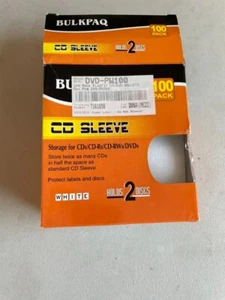 BULKPAQ
100
PACK
HOLDS 2 DISCS
BULKPAQ
100
PACK
DVD-PW100
CD SLEEVE
Storage for CDs/CD-Rs/CD-RWs/DVDs
Store twice as many CDs
in half the space as
standard CD Sleeve
Protect labels and discs
WHITE
HOLDS 2 DISCS